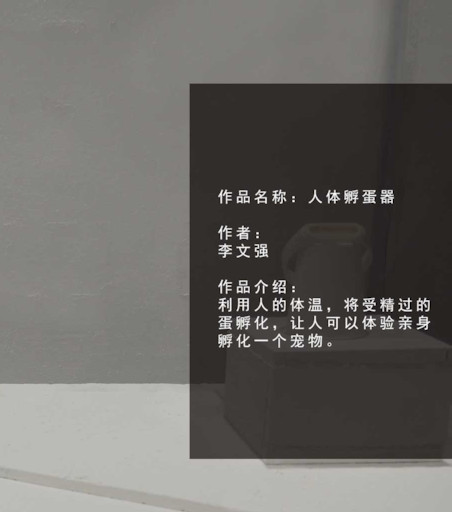 作品名称：人体孵蛋器
作者：
李文强
作品介绍：
利用人的体温，将受精过的
蛋孵化，让人可以体验亲身
孵化一个宠物。